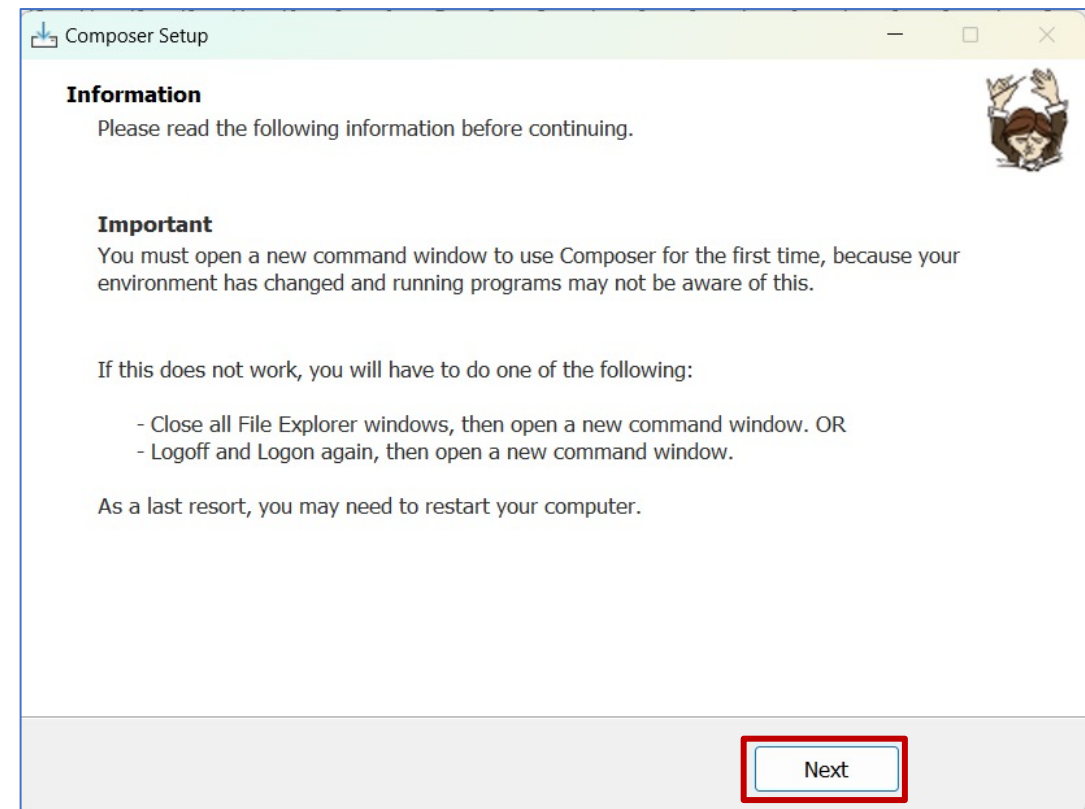 Composer Setup
Information
Please read the following information before continuing.
Important
You must open a new command window to use Composer for the first time, because your
environment has changed and running programs may not be aware of this.
If this does not work, you will have to do one of the following:
- Close all File Explorer windows, then open a new command window. OR
- Logoff and Logon again, then open a new command window.
As a last resort, you may need to restart your computer.
Next